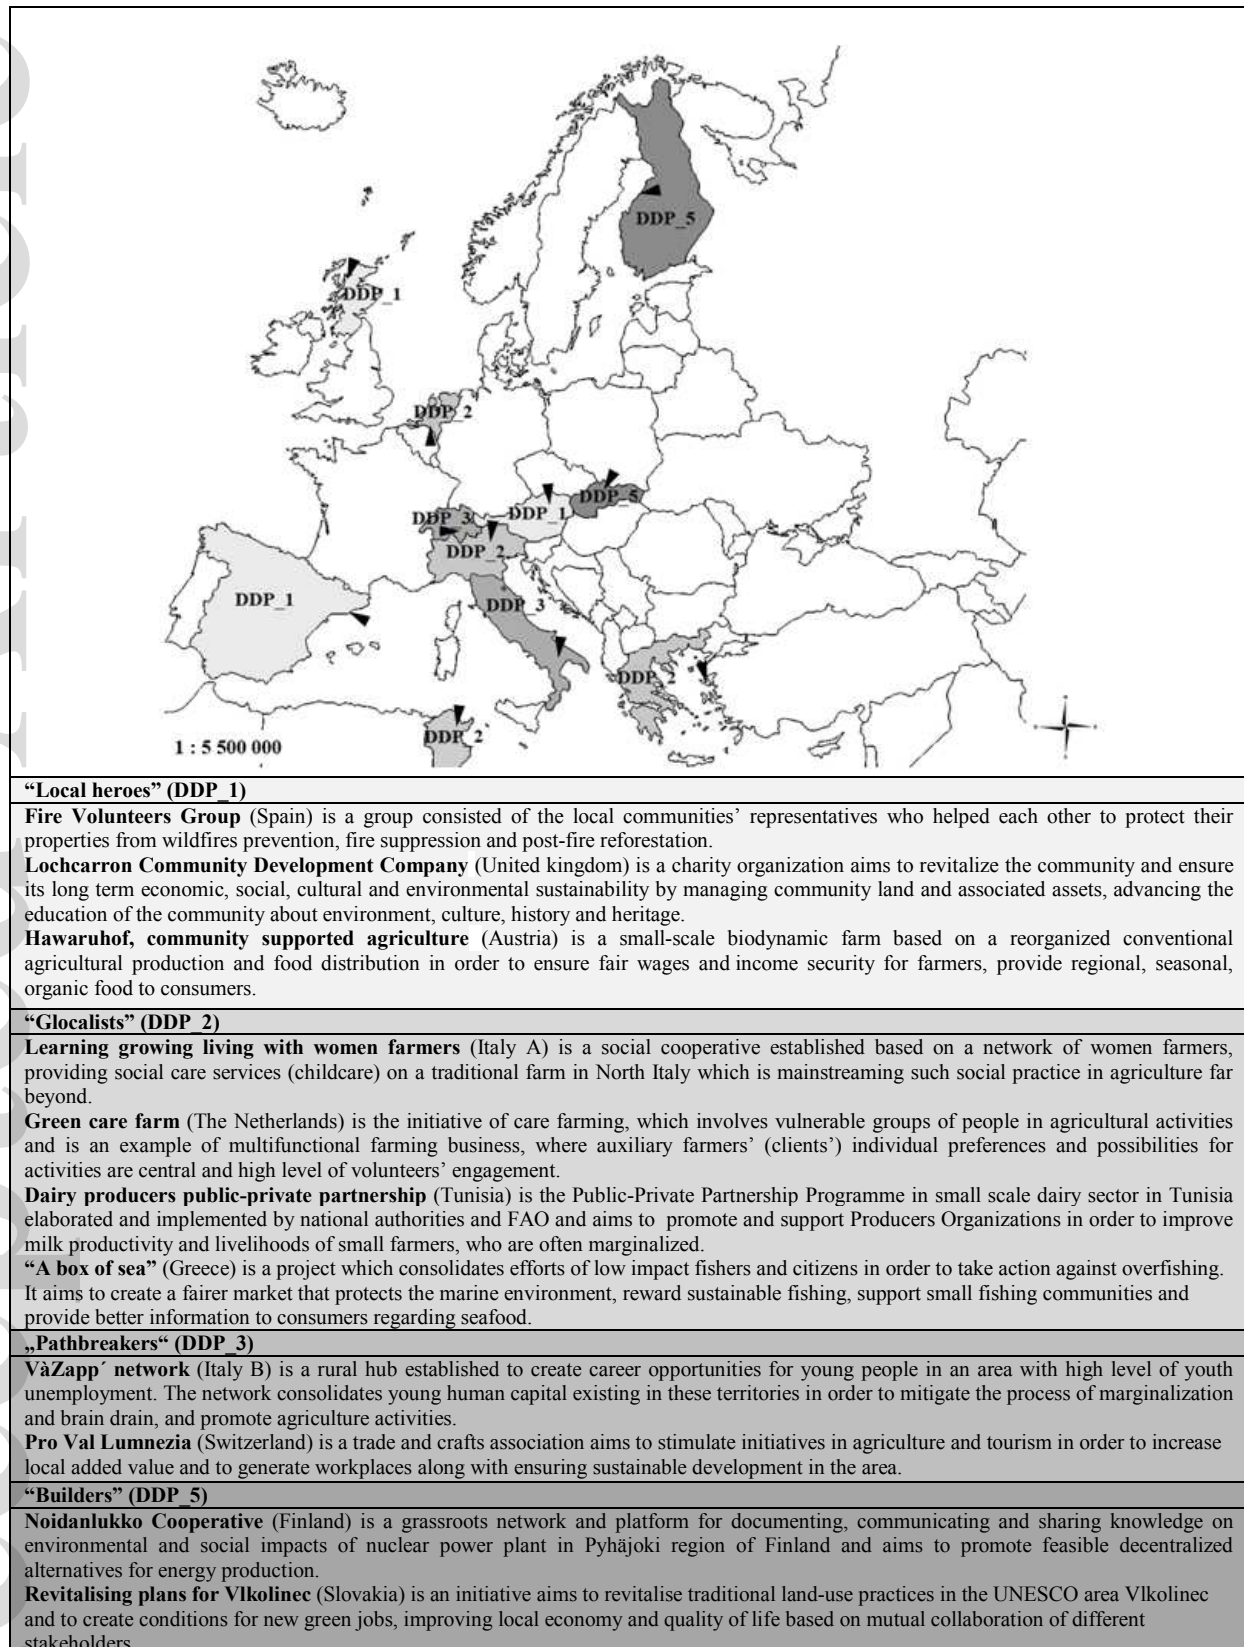 DDP_5
DDP_1
DDP_2
DDP_5
DDP_3
DDP_1
DDP_2
DDP_1
DDP_3
DDP_2
DDP_2
1 : 5 500 000
“Local heroes” (DDP_1)
Fire Volunteers Group (Spain) is a group consisted of the local communities’ representatives who helped each other to protect their
properties from wildfires prevention, fire suppression and post-fire reforestation.
Lochcarron Community Development Company (United kingdom) is a charity organization aims to revitalize the community and ensure
its long term economic, social, cultural and environmental sustainability by managing community land and associated assets, advancing the
education of the community about environment, culture, history and heritage.
Hawaruhof, community supported agriculture (Austria) is a small-scale biodynamic farm based on a reorganized conventional
agricultural production and food distribution in order to ensure fair wages and income security for farmers, provide regional, seasonal,
organic food to consumers.
“Glocalists” (DDP_2)
Learning growing living with women farmers (Italy A) is a social cooperative established based on a network of women farmers,
providing social care services (childcare) on a traditional farm in North Italy which is mainstreaming such social practice in agriculture far
beyond.
Green care farm (The Netherlands) is the initiative of care farming, which involves vulnerable groups of people in agricultural activities
and is an example of multifunctional farming business, where auxiliary farmers’ (clients’) individual preferences and possibilities for
activities are central and high level of volunteers’ engagement.
Dairy producers public-private partnership (Tunisia) is the Public-Private Partnership Programme in small scale dairy sector in Tunisia
elaborated and implemented by national authorities and FAO and aims to promote and support Producers Organizations in order to improve
milk productivity and livelihoods of small farmers, who are often marginalized.
“A box of sea” (Greece) is a project which consolidates efforts of low impact fishers and citizens in order to take action against overfishing.
It aims to create a fairer market that protects the marine environment, reward sustainable fishing, support small fishing communities and
provide better information to consumers regarding seafood.
„Pathbreakers“ (DDP_3)
VàZapp´ network (Italy B) is a rural hub established to create career opportunities for young people in an area with high level of youth
unemployment. The network consolidates young human capital existing in these territories in order to mitigate the process of marginalization
and brain drain, and promote agriculture activities.
Pro Val Lumnezia (Switzerland) is a trade and crafts association aims to stimulate initiatives in agriculture and tourism in order to increase
local added value and to generate workplaces along with ensuring sustainable development in the area.
“Builders” (DDP_5)
Noidanlukko Cooperative (Finland) is a grassroots network and platform for documenting, communicating and sharing knowledge on
environmental and social impacts of nuclear power plant in Pyhäjoki region of Finland and aims to promote feasible decentralized
alternatives for energy production.
Revitalising plans for Vlkolinec (Slovakia) is an initiative aims to revitalise traditional land-use practices in the UNESCO area Vlkolinec
and to create conditions for new green jobs, improving local economy and quality of life based on mutual collaboration of different
stakeholders.